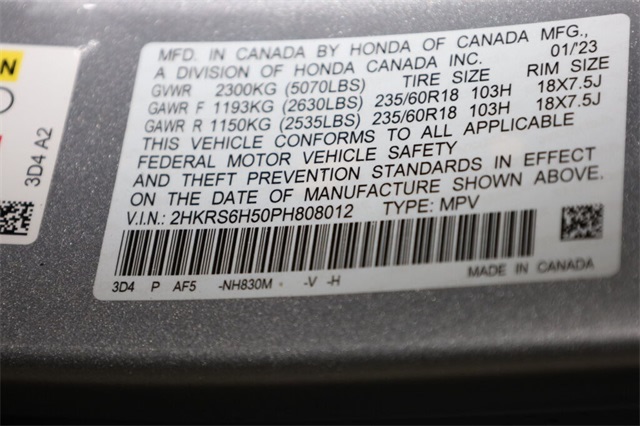 MFD. IN CANADA BY HONDA OF CANADA MFG.,
A DIVISION OF HONDA CANADA INC. 01/'23
GVWR 2300KG (5070LBS) TIRE SIZE RIM SIZE
GAWR F 1193KG (2630LBS) 235/60R18 103H 18X7.5J
GAWR R 1150KG (2535LBS) 235/60R18 103H 18X7.5J
THIS VEHICLE CONFORMS TO ALL APPLICABLE
FEDERAL MOTOR VEHICLE SAFETY
AND THEFT PREVENTION STANDARDS IN EFFECT
ON THE DATE OF MANUFACTURE SHOWN ABOVE.
V.I.N.: 2HKRS6H50PH808012 TYPE: MPV
3D4 P AF5 -NH830M - -V -H
MADE IN CANADA
3D4 A2